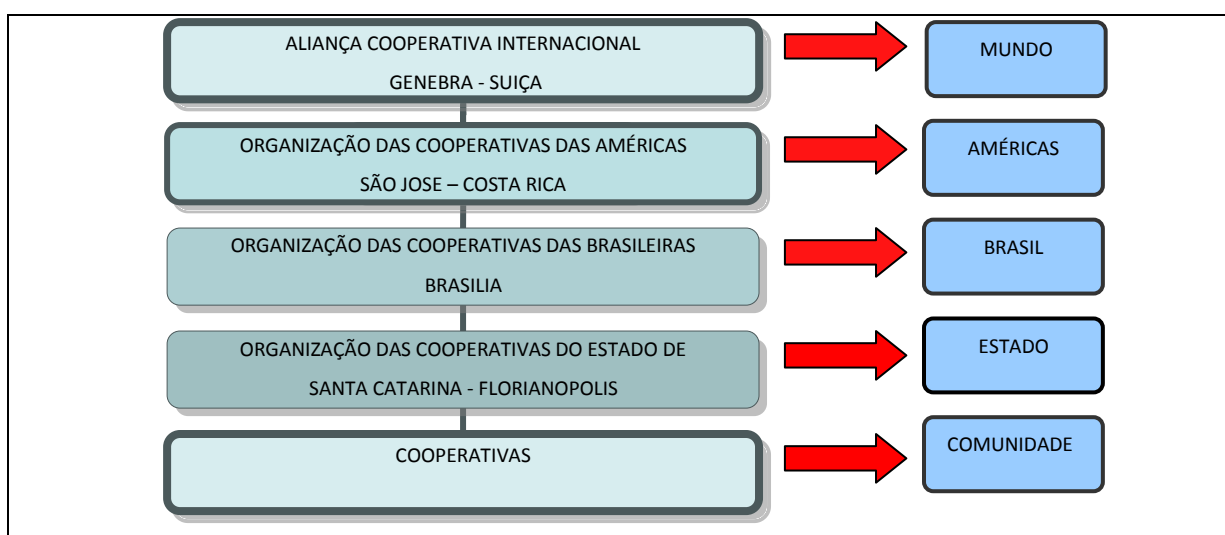 ALIANÇA COOPERATIVA INTERNACIONAL
GENEBRA - SUIÇA
MUNDO
ORGANIZAÇÃO DAS COOPERATIVAS DAS AMÉRICAS
SÃO JOSE – COSTA RICA
AMÉRICAS
ORGANIZAÇÃO DAS COOPERATIVAS DAS BRASILEIRAS
BRASILIA
BRASIL
ORGANIZAÇÃO DAS COOPERATIVAS DO ESTADO DE
SANTA CATARINA - FLORIANOPOLIS
ESTADO
COOPERATIVAS
COMUNIDADE